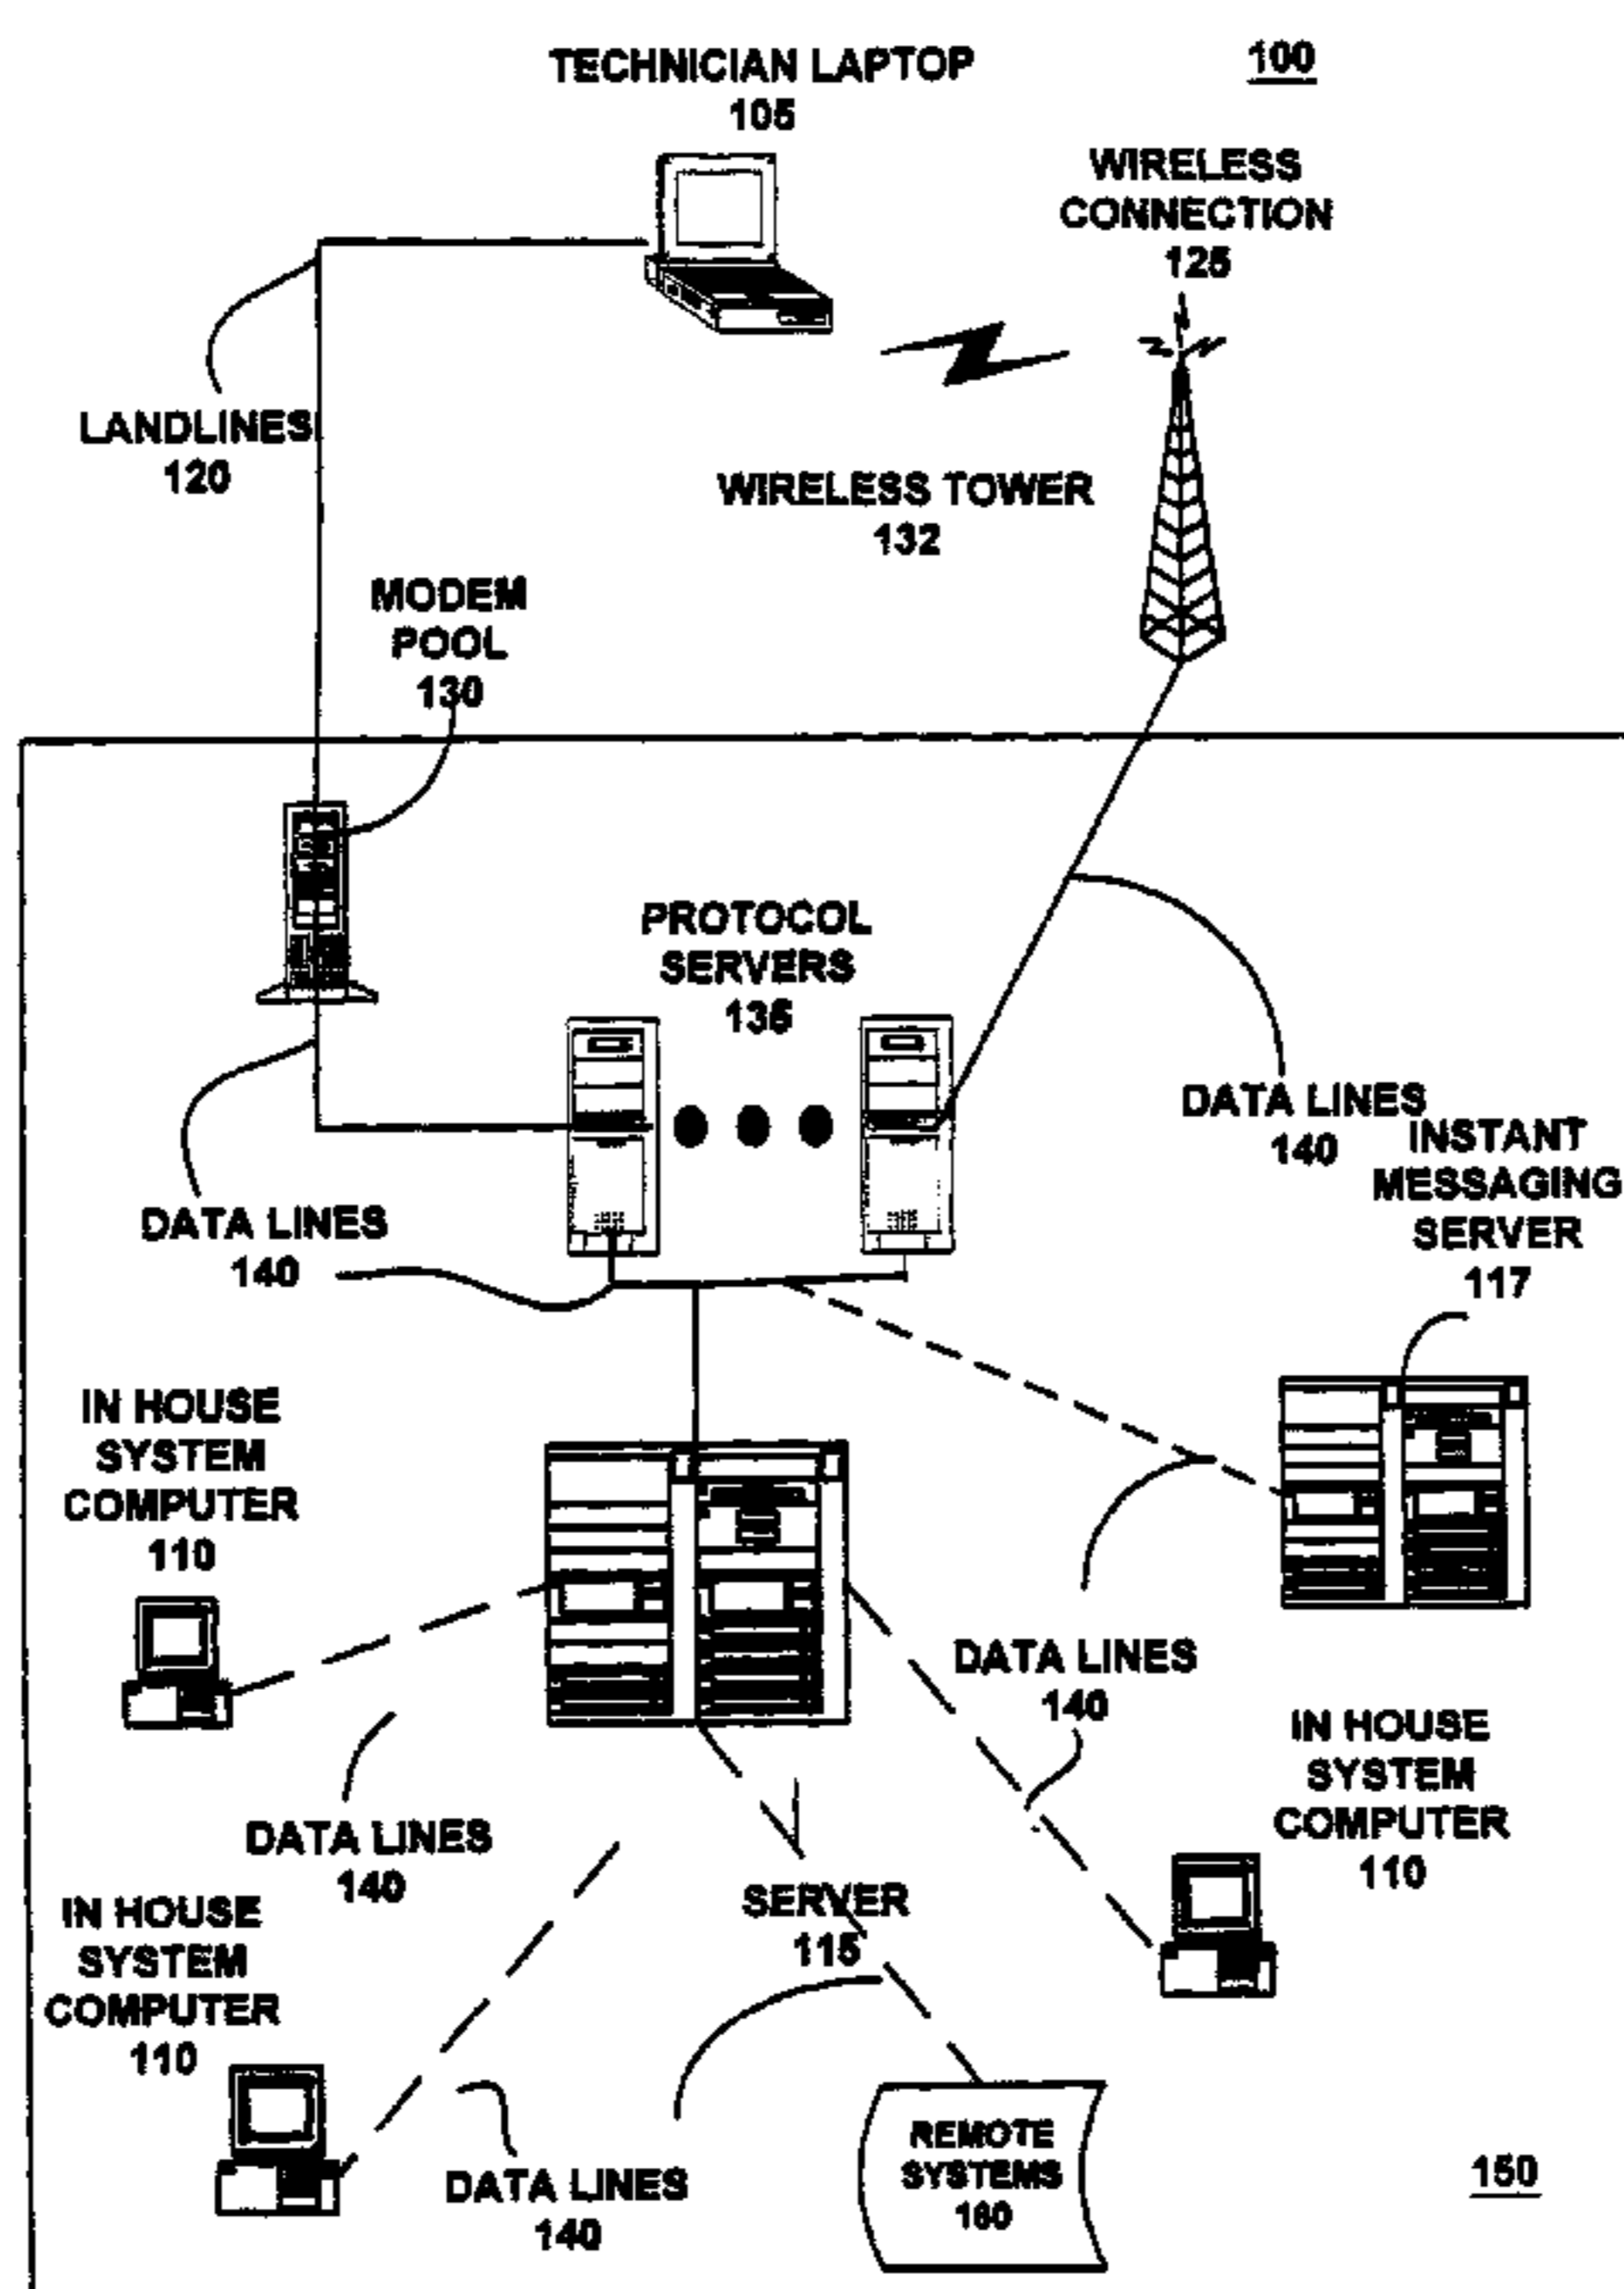 TECHNICIAN LAPTOP
105
100
WIRELESS
CONNECTION
125
LANDLINES
120
WIRELESS TOWER
132
MODEM
POOL
130
PROTOCOL
SERVERS
135
DATA LINES
140
INSTANT
MESSAGING
SERVER
117
DATA LINES
140
IN HOUSE
SYSTEM
COMPUTER
110
DATA LINES
140
IN HOUSE
SYSTEM
COMPUTER
110
DATA LINES
140
SERVER
115
IN HOUSE
SYSTEM
COMPUTER
110
DATA LINES
140
REMOTE
SYSTEMS
160
150